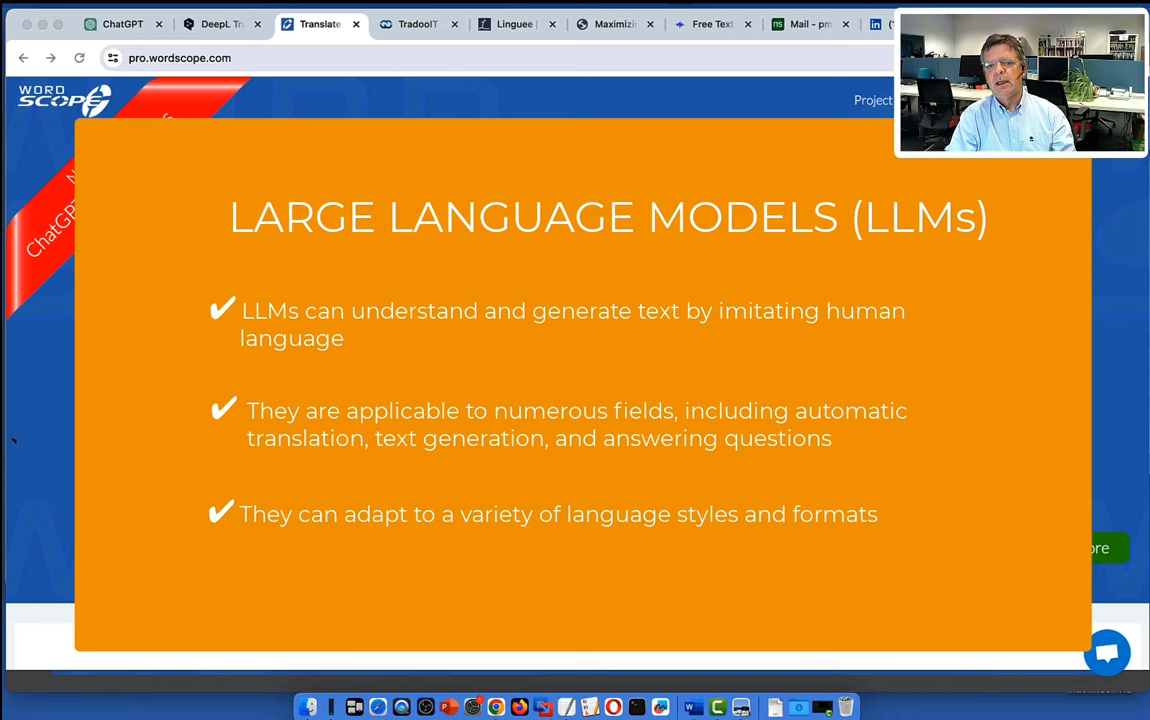 ChatGPT
DeepL Tr
Translate
TradooIT
Linguee
Maximizi
Free Text
Mail - pm
pro.wordscope.com
WORD
SCOPE
Project
ChatGPT
LARGE LANGUAGE MODELS (LLMs)
✔ LLMs can understand and generate text by imitating human
language
✔ They are applicable to numerous fields, including automatic
translation, text generation, and answering questions
✔ They can adapt to a variety of language styles and formats
ore